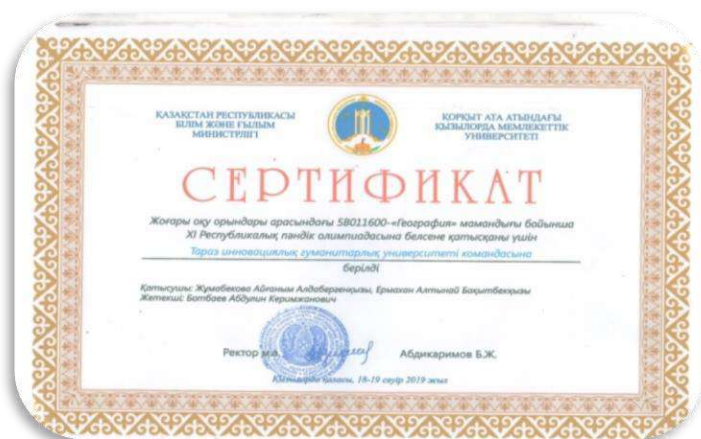 ҚАЗАҚСТАН РЕСПУБЛИКАСЫ
БІЛІМ ЖӘНЕ ҒЫЛЫМ
МИНИСТРЛІГІ
ҚОРҚЫТ АТА АТЫНДАҒЫ
ҚЫЗЫЛОРДА МЕМЛЕКЕТТІК
УНИВЕРСИТЕТІ
СЕРТИФИКАТ
Жоғары оқу орындары арасындағы 5В011600-«География» мамандығы бойынша
XI Республикалық пәндік олимпиадасына белсене қатысқаны үшін
Тараз инновациялық гуманитарлық университеті командасына
берілді
Қатысушы: Жумабекова Айғаным Алдабергенқызы, Ермахан Алтынай Бақытбекқызы
Жетекші: Ботбаев Абдулин Керимжанович
Ректор м.а.
Абдикаримов Б.Ж.
Қызылорда қаласы, 18-19 сәуір 2019 жыл